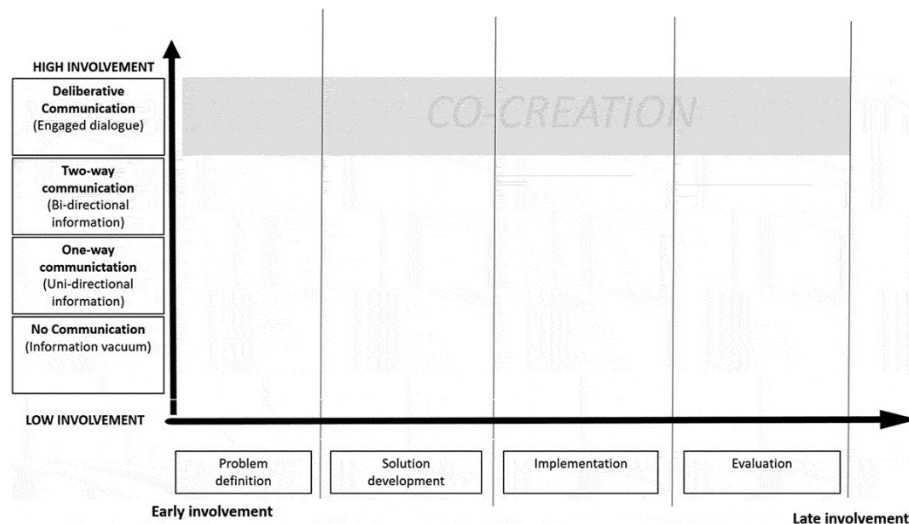 HIGH INVOLVEMENT
Deliberative
Communication
(Engaged dialogue)
CO-CREATION
Two-way
communication
(Bi-directional
information)
One-way
communictation
(Uni-directional
information)
No Communication
(Information vacuum)
LOW INVOLVEMENT
Problem
definition
Solution
development
Implementation
Evaluation
Early involvement
Late involvement